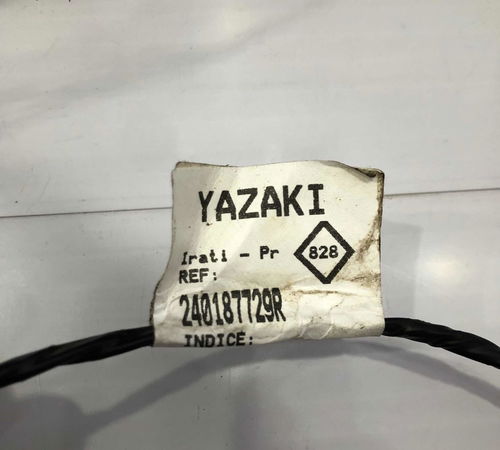 YAZAKI
Irati - Pr
828
REF:
240187729R
INDICE: